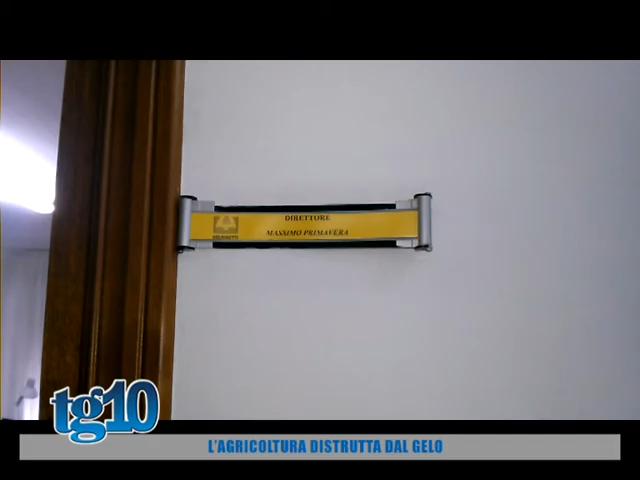 DIRETTORE
MASSIMO PRIMAVERA
tg10
L'AGRICOLTURA DISTRUTTA DAL GELO